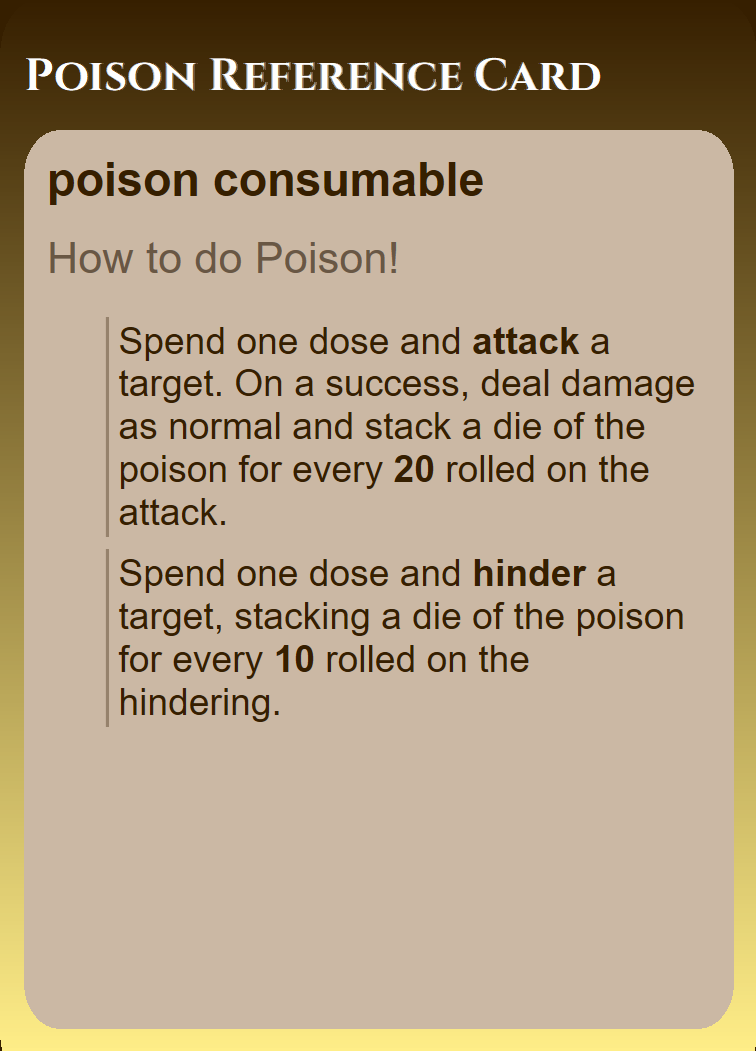 Poison Reference Card
poison consumable
How to do Poison!
Spend one dose and attack a
target. On a success, deal damage
as normal and stack a die of the
poison for every 20 rolled on the
attack.
Spend one dose and hinder a
target, stacking a die of the poison
for every 10 rolled on the
hindering.